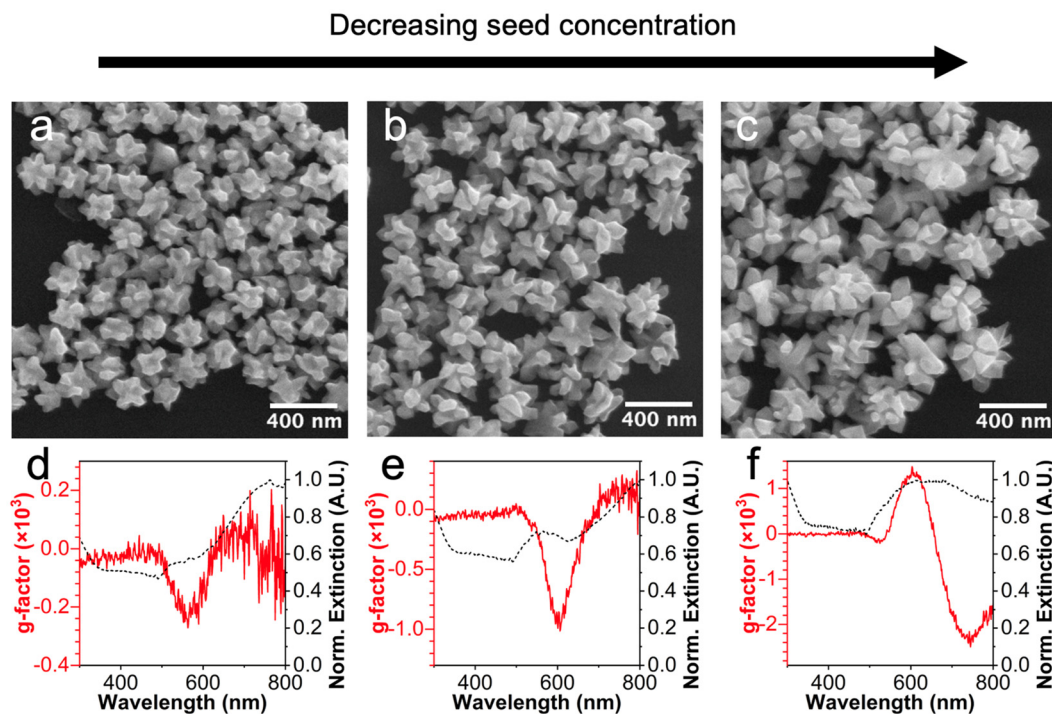 Decreasing seed concentration
a
b
c
400 nm
400 nm
400 nm
d
e
f
g-factor (×10³)
0.2
0.0
-0.2
-0.4
1.0
0.8
0.6
0.4
0.2
0.0
Norm. Extinction (A.U.)
400 600 800
Wavelength (nm)
g-factor (×10³)
0.0
-0.5
-1.0
1.0
0.8
0.6
0.4
0.2
0.0
Norm. Extinction (A.U.)
400 600 800
Wavelength (nm)
g-factor (×10³)
1
0
-1
-2
1.0
0.8
0.6
0.4
0.2
0.0
Norm. Extinction (A.U.)
400 600 800
Wavelength (nm)